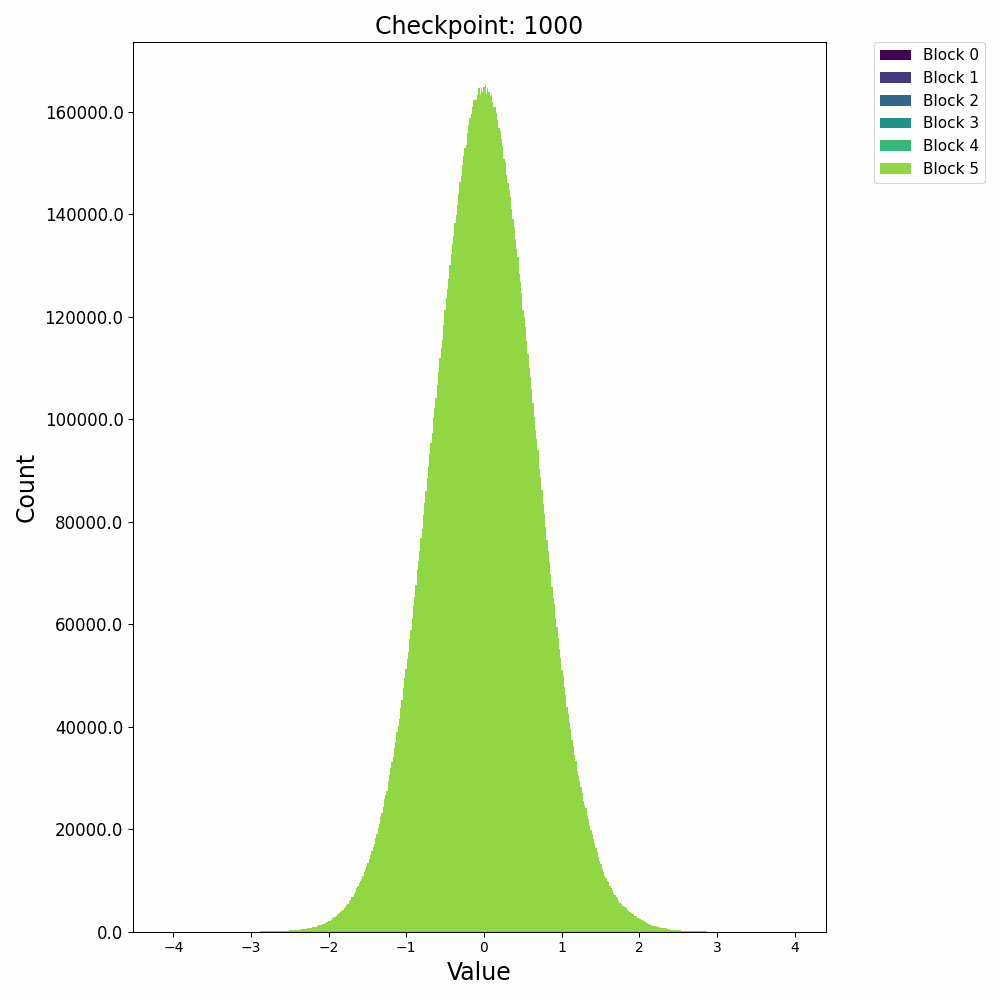 Checkpoint: 1000
Block 0
Block 1
Block 2
Block 3
Block 4
Block 5
160000.0
140000.0
120000.0
100000.0
80000.0
60000.0
40000.0
20000.0
0.0
Count
−4 −3 −2 −1 0 1 2 3 4
Value